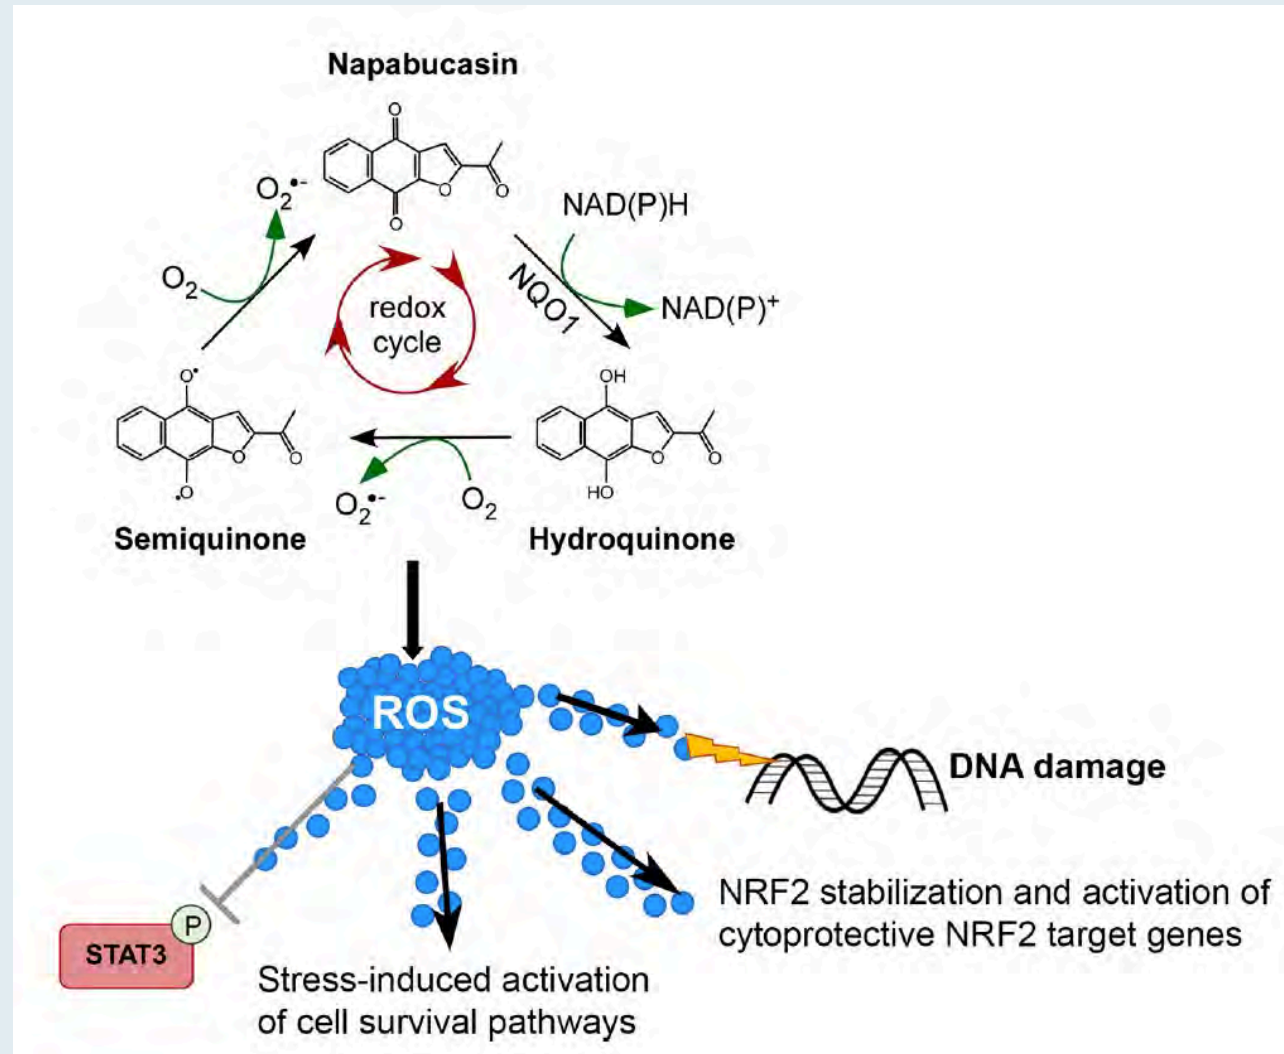 Napabucasin
O
O
O
O
O₂•-
NAD(P)H
O₂
NQO1
NAD(P)⁺
redox
cycle
O•
OH
O
O
O
O
•O
HO
O₂•-
O₂
Semiquinone
Hydroquinone
ROS
DNA damage
NRF2 stabilization and activation of
cytoprotective NRF2 target genes
P
STAT3
Stress-induced activation
of cell survival pathways